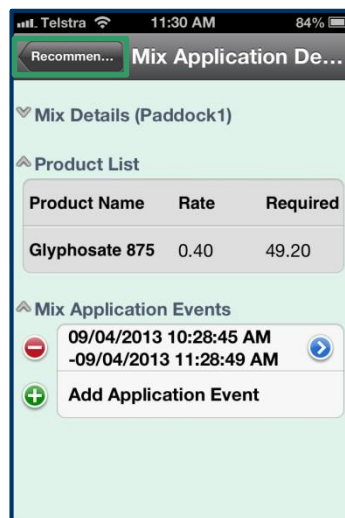 Telstra 11:30 AM 84%
Recommen... Mix Application De...
Mix Details (Paddock1)
Product List
Product Name Rate Required
Glyphosate 875 0.40 49.20
Mix Application Events
09/04/2013 10:28:45 AM
-09/04/2013 11:28:49 AM
Add Application Event